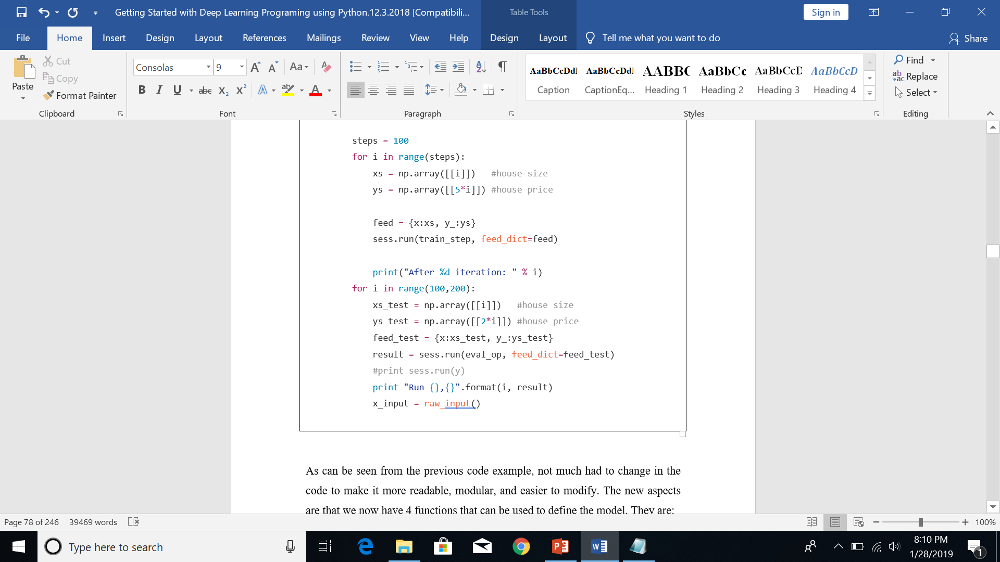 Getting Started with Deep Learning Programing using Python.12.3.2018 [Compatibili... Table Tools Sign in
File Home Insert Design Layout References Mailings Review View Help Design Layout Tell me what you want to do Share
Paste Cut Copy Format Painter Clipboard
Consolas 9 Aa Font
B I U abc X₂ X² A ab A
Paragraph
AaBbCcDdI AaBbCcDdI AABBC AaBbCc AaBbCcD AaBbCcD
Caption CaptionEq... Heading 1 Heading 2 Heading 3 Heading 4
Styles
Find Replace Select Editing
steps = 100
for i in range(steps):
xs = np.array([[i]]) #house size
ys = np.array([[5*i]]) #house price
feed = {x:xs, y_:ys}
sess.run(train_step, feed_dict=feed)
print("After %d iteration: " % i)
for i in range(100,200):
xs_test = np.array([[i]]) #house size
ys_test = np.array([[2*i]]) #house price
feed_test = {x:xs_test, y_:ys_test}
result = sess.run(eval_op, feed_dict=feed_test)
#print sess.run(y)
print "Run {},{}".format(i, result)
x_input = raw_input()
As can be seen from the previous code example, not much had to change in the
code to make it more readable, modular, and easier to modify. The new aspects
are that we now have 4 functions that can be used to define the model. They are:
Page 78 of 246 39469 words 100%
Type here to search
8:10 PM
1/28/2019
1